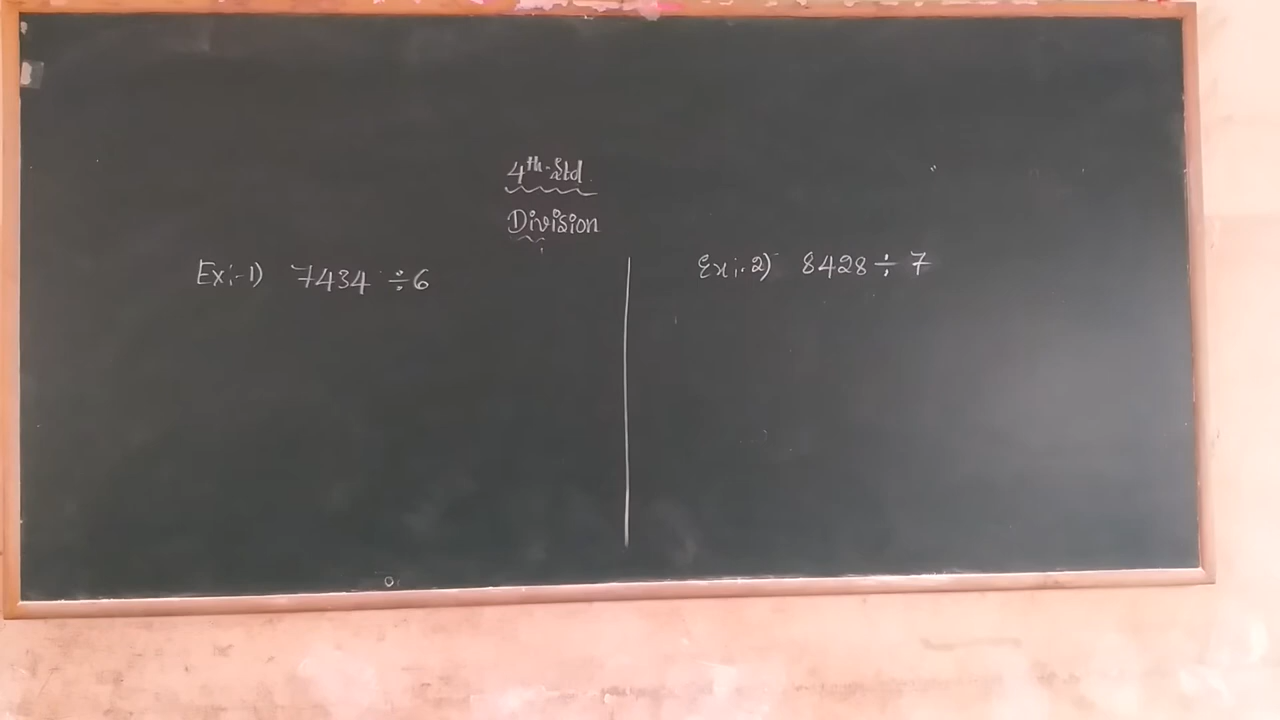 4th Std
Division
Ex:-1) 7434 ÷ 6
Ex:-2) 8428 ÷ 7